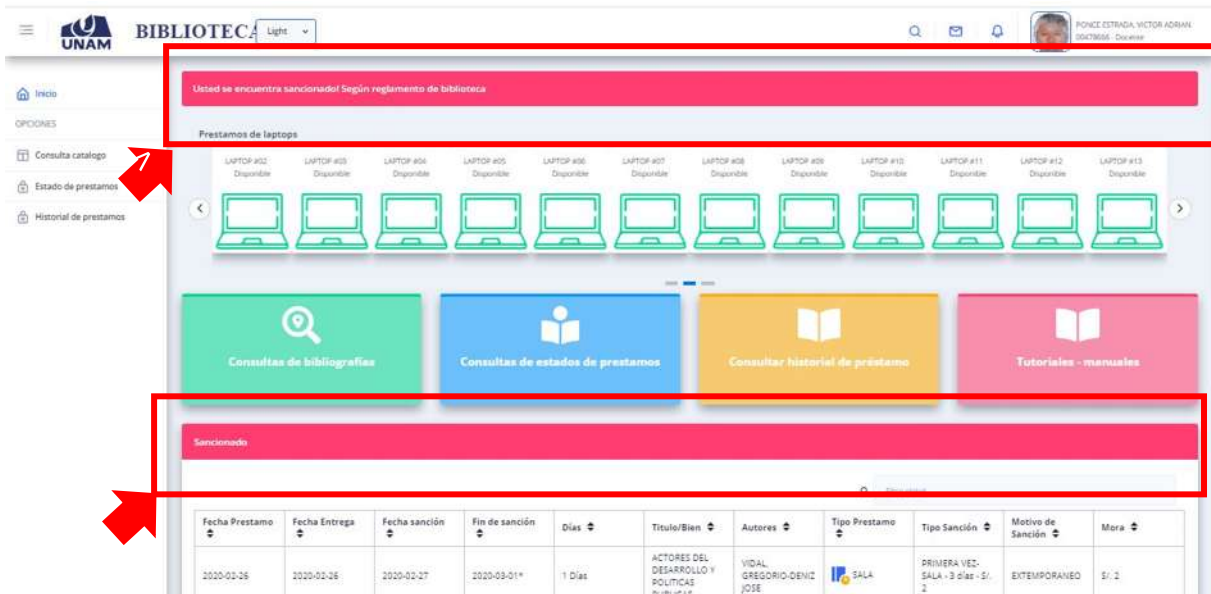 UNAM
BIBLIOTECA
Light
PONCE ESTRADA, VICTOR ADRIAN
00478666 - Docente
Inicio
OPCIONES
Consulta catalogo
Estado de prestamos
Historial de prestamos
Usted se encuentra sancionado! Según reglamento de biblioteca
Prestamos de laptops
LAPTOP #02 LAPTOP #03 LAPTOP #04 LAPTOP #05 LAPTOP #06 LAPTOP #07 LAPTOP #08 LAPTOP #09 LAPTOP #10 LAPTOP #11 LAPTOP #12 LAPTOP #13
Disponible Disponible Disponible Disponible Disponible Disponible Disponible Disponible Disponible Disponible Disponible Disponible
Consultas de bibliografías
Consultas de estados de prestamos
Consultar historial de préstamo
Tutoriales - manuales
Sancionado
Fecha Prestamo Fecha Entrega Fecha sanción Fin de sanción Días Titulo/Bien Autores Tipo Prestamo Tipo Sanción Motivo de Sanción Mora
2020-02-26 2020-02-26 2020-02-27 2020-03-01* 1 Días
ACTORES DEL
DESARROLLO Y
POLITICAS
PUBLICAS
VIDAL,
GREGORIO-DENIZ
JOSE
SALA
PRIMERA VEZ-
SALA - 3 días - S/.
2
EXTEMPORANEO
S/. 2